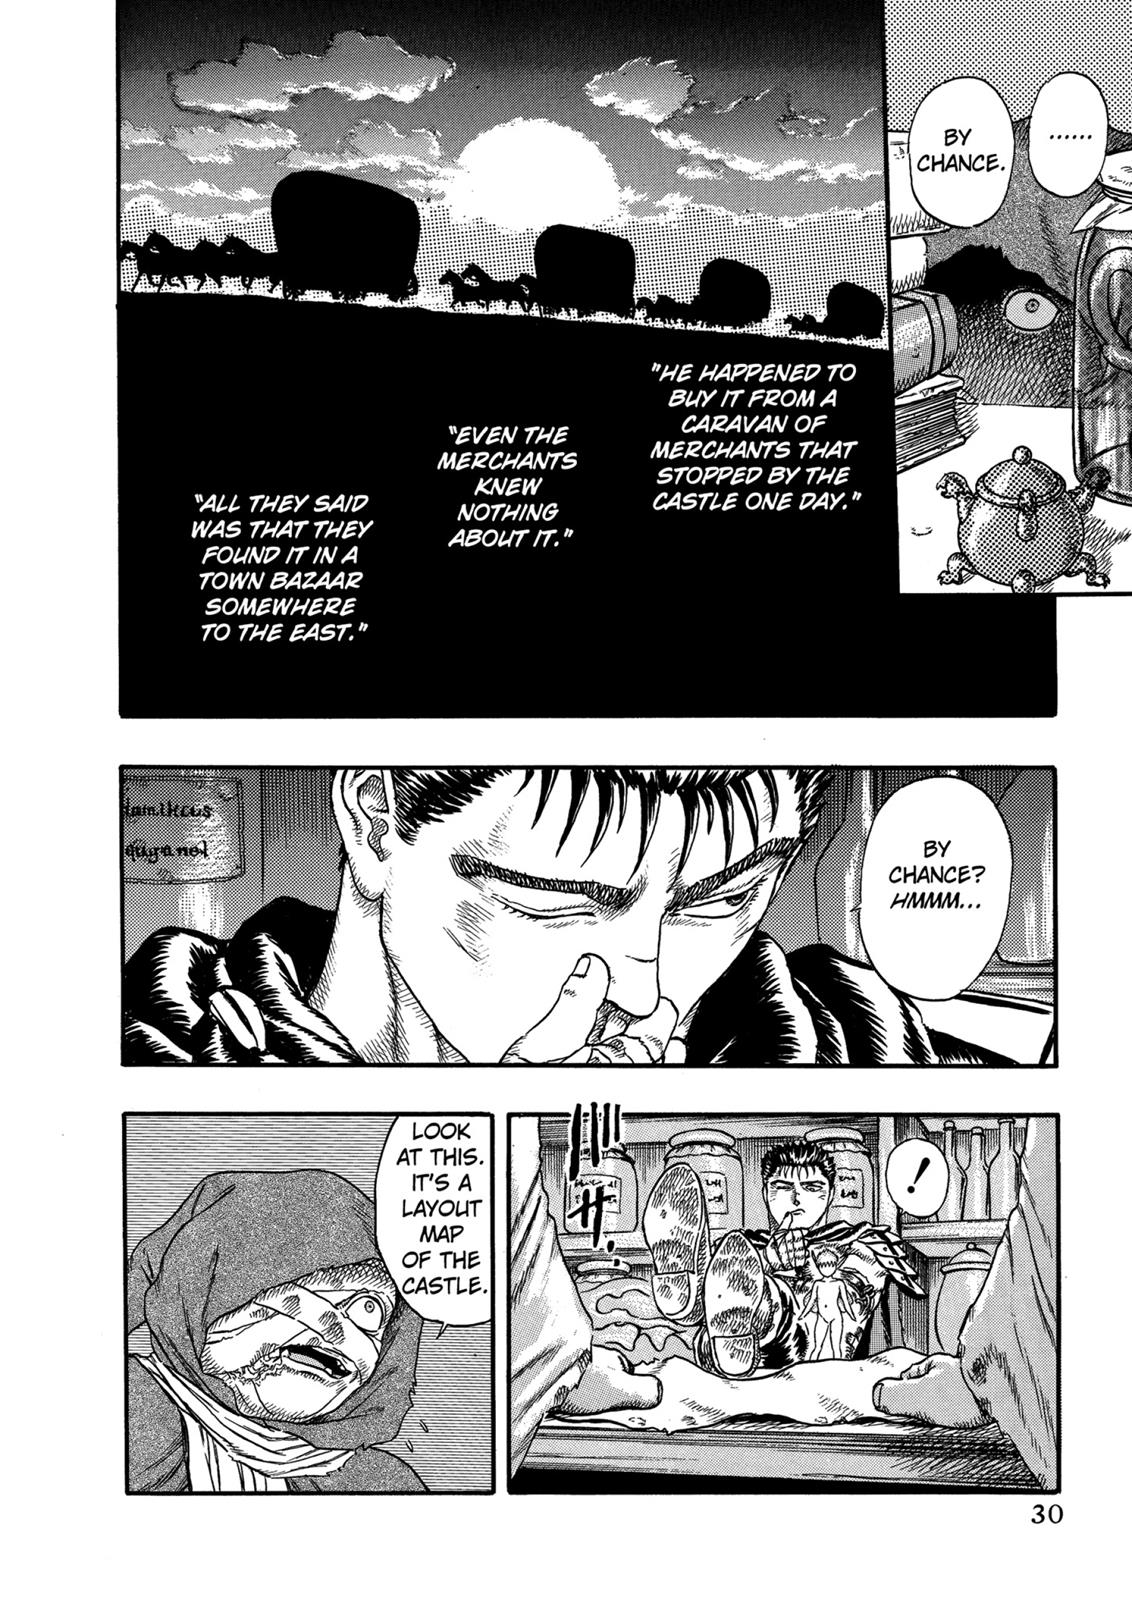 ......
BY
CHANCE.
"HE HAPPENED TO
BUY IT FROM A
CARAVAN OF
MERCHANTS THAT
STOPPED BY THE
CASTLE ONE DAY."
"EVEN THE
MERCHANTS
KNEW
NOTHING
ABOUT IT."
"ALL THEY SAID
WAS THAT THEY
FOUND IT IN A
TOWN BAZAAR
SOMEWHERE
TO THE EAST."
BY
CHANCE?
HMMM...
!
LOOK
AT THIS.
IT'S A
LAYOUT
MAP
OF THE
CASTLE.
30